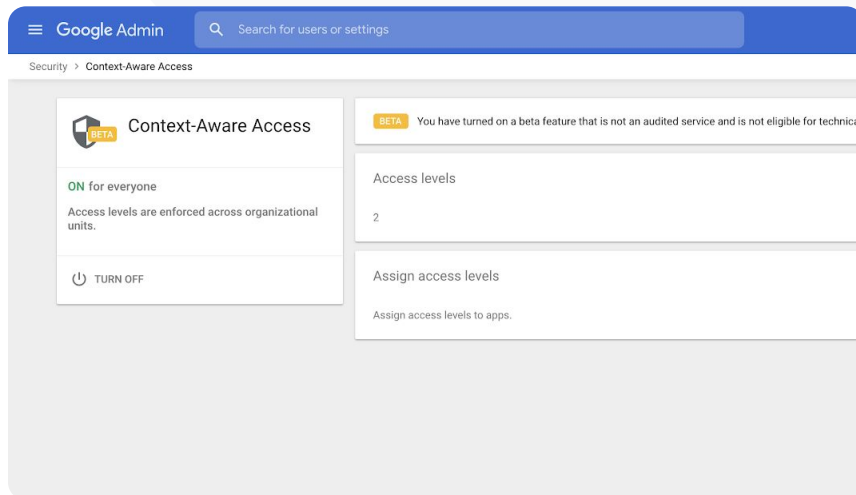 Google Admin
Search for users or settings
Security > Context-Aware Access
BETA
Context-Aware Access
ON for everyone
Access levels are enforced across organizational
units.
TURN OFF
BETA You have turned on a beta feature that is not an audited service and is not eligible for
Access levels
2
Assign access levels
Assign access levels to apps.